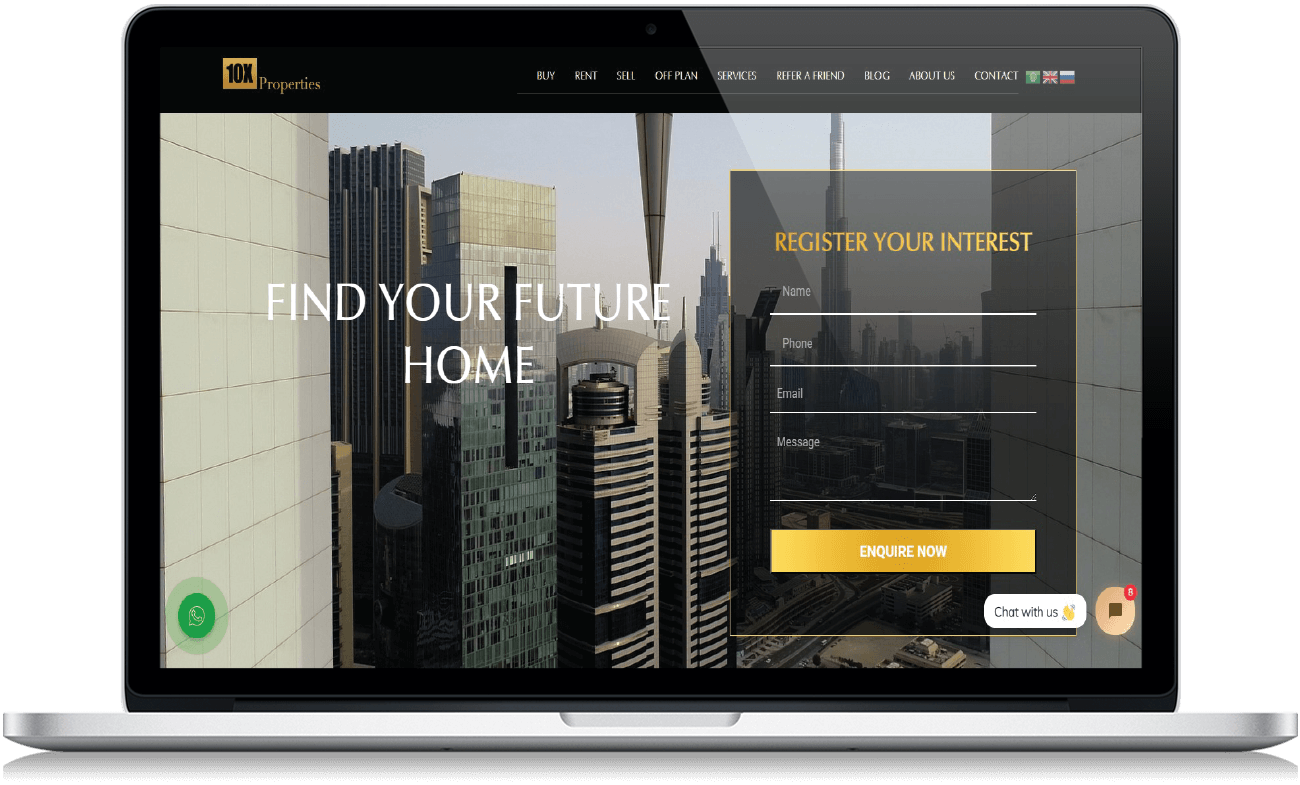 10X Properties
BUY RENT SELL OFF PLAN SERVICES REFER A FRIEND BLOG ABOUT US CONTACT
FIND YOUR FUTURE
HOME
REGISTER YOUR INTEREST
Name
Phone
Email
Message
ENQUIRE NOW
Chat with us 👋
8